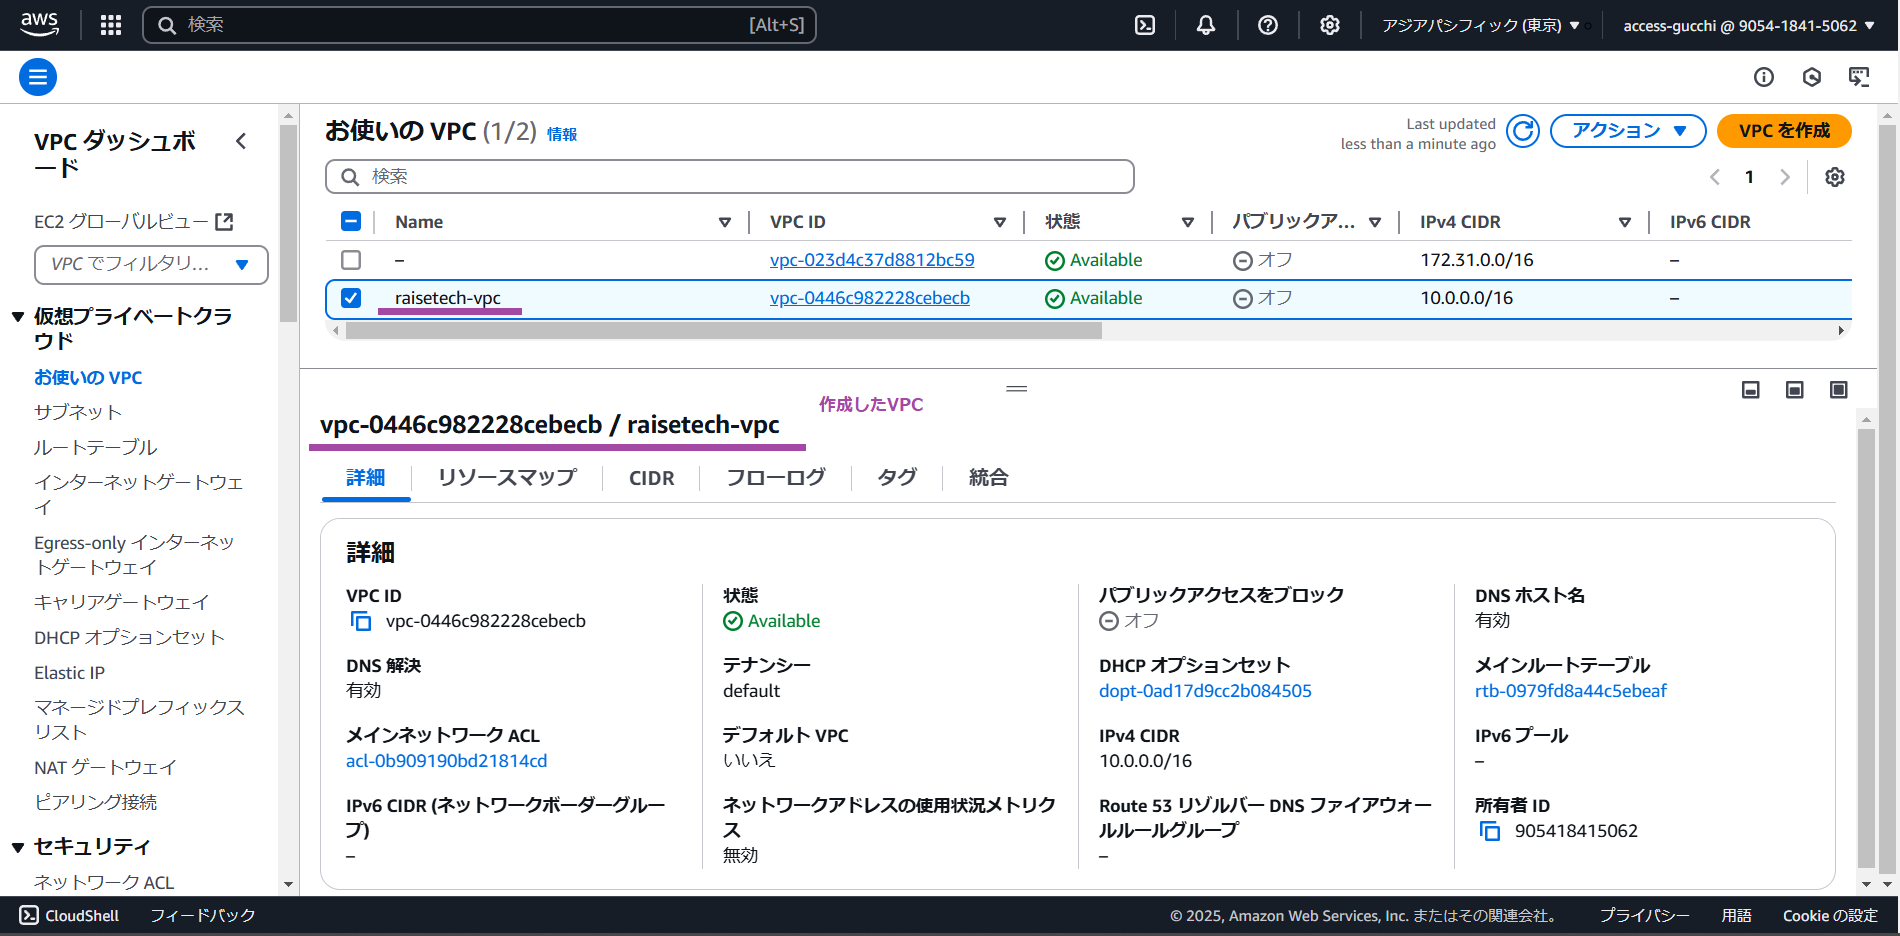 aws
検索 [Alt+S]
アジアパシフィック (東京) ▼
access-gucchi @ 9054-1841-5062 ▼
VPC ダッシュボ
ード
EC2 グローバルビュー
VPC でフィルタリ... ▼
▼ 仮想プライベートクラ
ウド
お使いの VPC
サブネット
ルートテーブル
インターネットゲートウェ
イ
Egress-only インターネッ
トゲートウェイ
キャリアゲートウェイ
DHCP オプションセット
Elastic IP
マネージドプレフィックス
リスト
NAT ゲートウェイ
ピアリング接続
▼ セキュリティ
ネットワーク ACL
お使いの VPC (1/2) 情報
Last updated
less than a minute ago
アクション ▼
VPC を作成
検索
1
Name VPC ID 状態 パブリックア... IPv4 CIDR IPv6 CIDR
– vpc-023d4c37d8812bc59 Available オフ 172.31.0.0/16 –
raisetech-vpc vpc-0446c982228cebecb Available オフ 10.0.0.0/16 –
作成したVPC
vpc-0446c982228cebecb / raisetech-vpc
詳細 リソースマップ CIDR フローログ タグ 統合
詳細
VPC ID
vpc-0446c982228cebecb
状態
Available
パブリックアクセスをブロック
オフ
DNS ホスト名
有効
DNS 解決
有効
テナンシー
default
DHCP オプションセット
dopt-0ad17d9cc2b084505
メインルートテーブル
rtb-0979fd8a44c5ebeaf
メインネットワーク ACL
acl-0b909190bd21814cd
デフォルト VPC
いいえ
IPv4 CIDR
10.0.0.0/16
IPv6 プール
–
IPv6 CIDR (ネットワークボーダーグルー
プ)
–
ネットワークアドレスの使用状況メトリク
ス
無効
Route 53 リゾルバー DNS ファイアウォー
ルルールグループ
–
所有者 ID
905418415062
CloudShell フィードバック
© 2025, Amazon Web Services, Inc. またはその関連会社。 プライバシー 用語 Cookie の設定